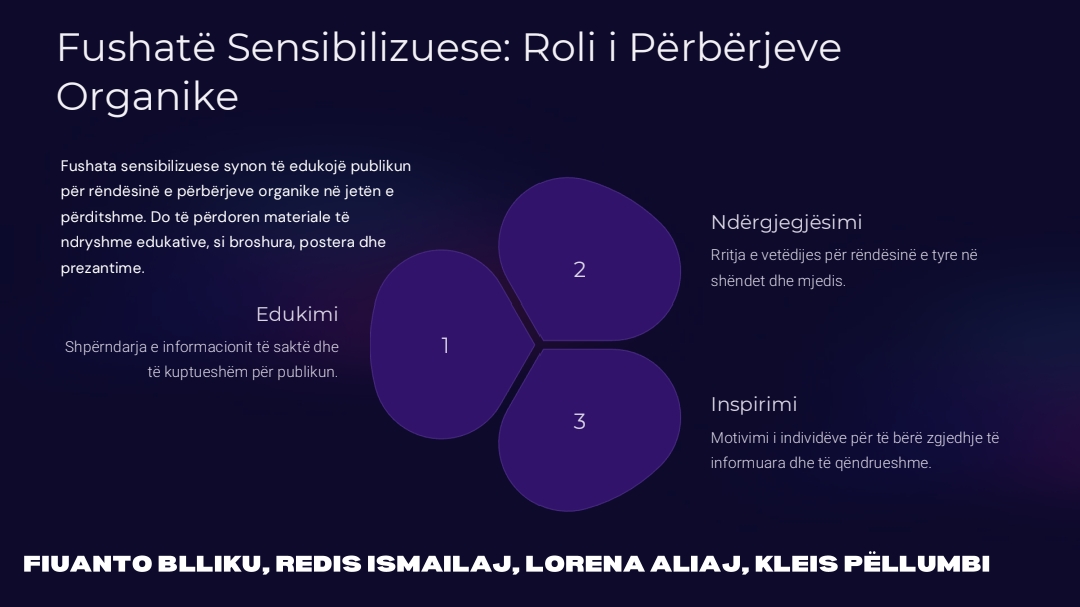 Fushatë Sensibilizuese: Roli i Përbërjeve
Organike
Fushata sensibilizuese synon të edukojë publikun
për rëndësinë e përbërjeve organike në jetën e
përditshme. Do të përdoren materiale të
ndryshme edukative, si broshura, postera dhe
prezantime.
Edukimi
Shpërndarja e informacionit të saktë dhe
të kuptueshëm për publikun.
1
2
Ndërgjegjësimi
Rritja e vetëdijes për rëndësinë e tyre në
shëndet dhe mjedis.
3
Inspirimi
Motivimi i individëve për të bërë zgjedhje të
informuara dhe të qëndrueshme.
FIUANTO BLLIKU, REDIS ISMAILAJ, LORENA ALIAJ, KLEIS PËLLUMBI